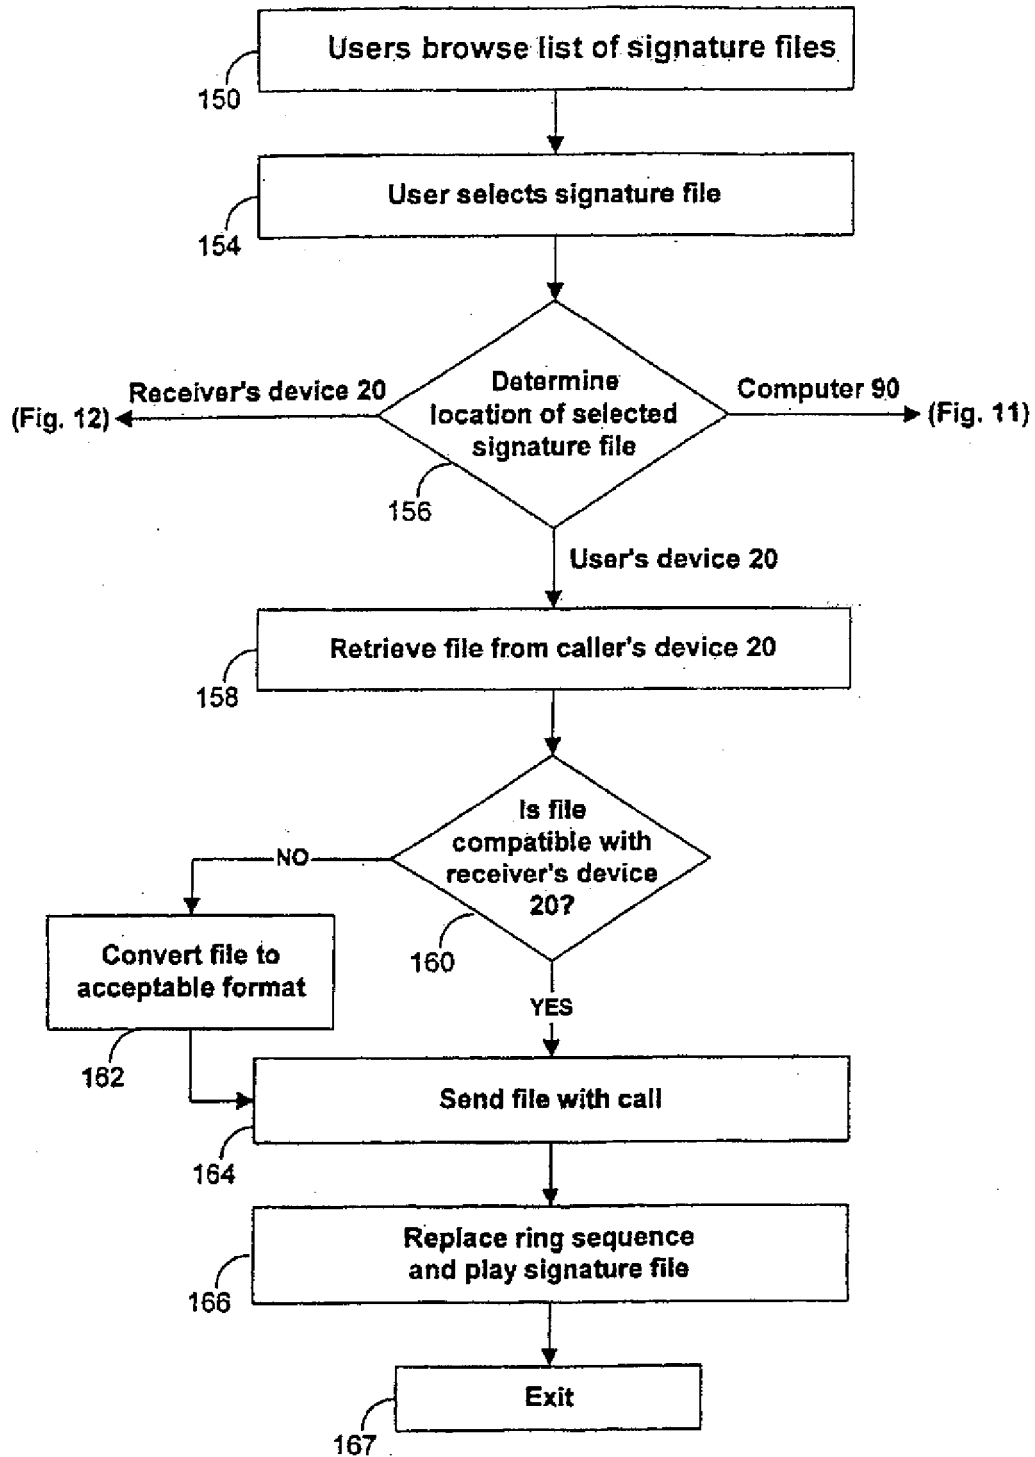 Users browse list of signature files
150
User selects signature file
154
Receiver's device 20
Determine
location of selected
signature file
Computer 90
(Fig. 12)
(Fig. 11)
156
User's device 20
Retrieve file from caller's device 20
158
Is file
compatible with
receiver's device
20?
NO
160
Convert file to
acceptable format
YES
162
Send file with call
164
Replace ring sequence
and play signature file
166
Exit
167